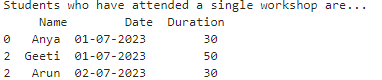 Students who have attended a single workshop are...
    Name        Date  Duration
0   Anya  01-07-2023        30
2  Geeti  01-07-2023        50
2   Arun  02-07-2023        30